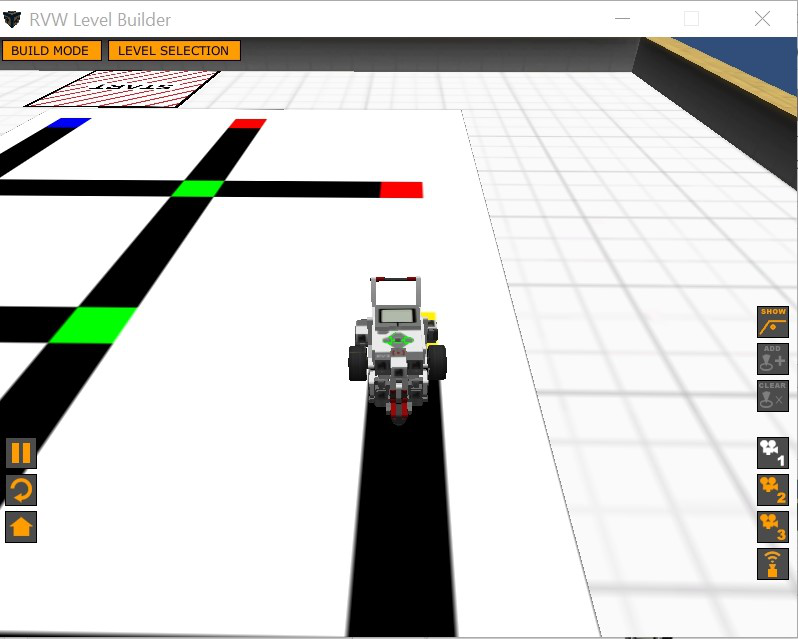 RVW Level Builder
BUILD MODE
LEVEL SELECTION
START
SHOW
ADD
CLEAR
1
2
3